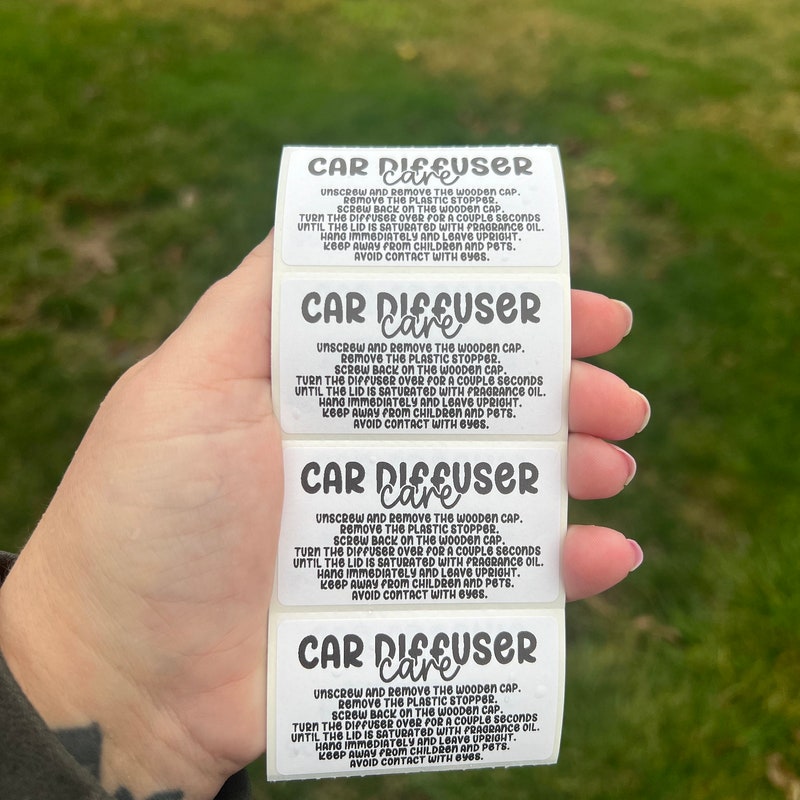 CAR DIFFUSER
care
UNSCREW AND REMOVE THE WOODEN CAP.
REMOVE THE PLASTIC STOPPER.
SCREW BACK ON THE WOODEN CAP.
TURN THE DIFFUSER OVER FOR A COUPLE SECONDS
UNTIL THE LID IS SATURATED WITH FRAGRANCE OIL.
HANG IMMEDIATELY AND LEAVE UPRIGHT.
KEEP AWAY FROM CHILDREN AND PETS.
AVOID CONTACT WITH EYES.
CAR DIFFUSER
care
UNSCREW AND REMOVE THE WOODEN CAP.
REMOVE THE PLASTIC STOPPER.
SCREW BACK ON THE WOODEN CAP.
TURN THE DIFFUSER OVER FOR A COUPLE SECONDS
UNTIL THE LID IS SATURATED WITH FRAGRANCE OIL.
HANG IMMEDIATELY AND LEAVE UPRIGHT.
KEEP AWAY FROM CHILDREN AND PETS.
AVOID CONTACT WITH EYES.
CAR DIFFUSER
care
UNSCREW AND REMOVE THE WOODEN CAP.
REMOVE THE PLASTIC STOPPER.
SCREW BACK ON THE WOODEN CAP.
TURN THE DIFFUSER OVER FOR A COUPLE SECONDS
UNTIL THE LID IS SATURATED WITH FRAGRANCE OIL.
HANG IMMEDIATELY AND LEAVE UPRIGHT.
KEEP AWAY FROM CHILDREN AND PETS.
AVOID CONTACT WITH EYES.
CAR DIFFUSER
care
UNSCREW AND REMOVE THE WOODEN CAP.
REMOVE THE PLASTIC STOPPER.
SCREW BACK ON THE WOODEN CAP.
TURN THE DIFFUSER OVER FOR A COUPLE SECONDS
UNTIL THE LID IS SATURATED WITH FRAGRANCE OIL.
HANG IMMEDIATELY AND LEAVE UPRIGHT.
KEEP AWAY FROM CHILDREN AND PETS.
AVOID CONTACT WITH EYES.